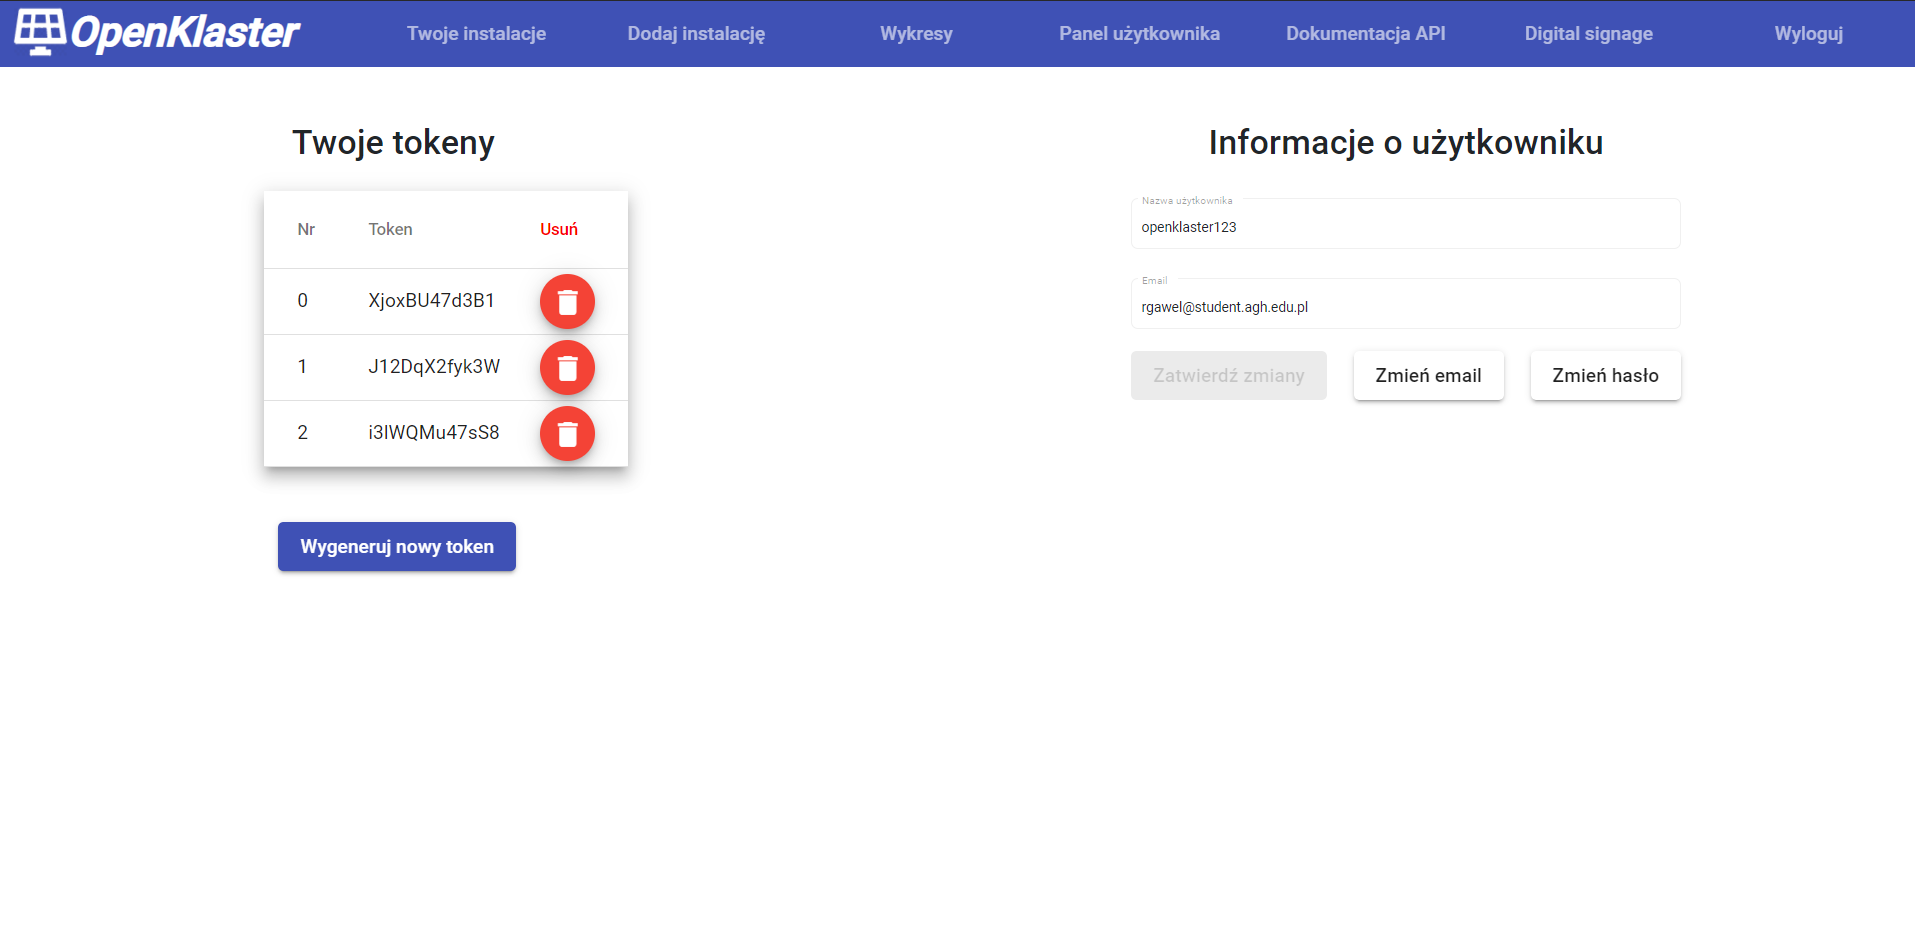 OpenKlaster Twoje instalacje Dodaj instalację Wykresy Panel użytkownika Dokumentacja API Digital signage Wyloguj
Twoje tokeny
Nr Token Usuń
0 XjoxBU47d3B1
1 J12DqX2fyk3W
2 i3lWQMu47sS8
Wygeneruj nowy token
Informacje o użytkowniku
Nazwa użytkownika
openklaster123
Email
rgawel@student.agh.edu.pl
Zatwierdź zmiany Zmień email Zmień hasło